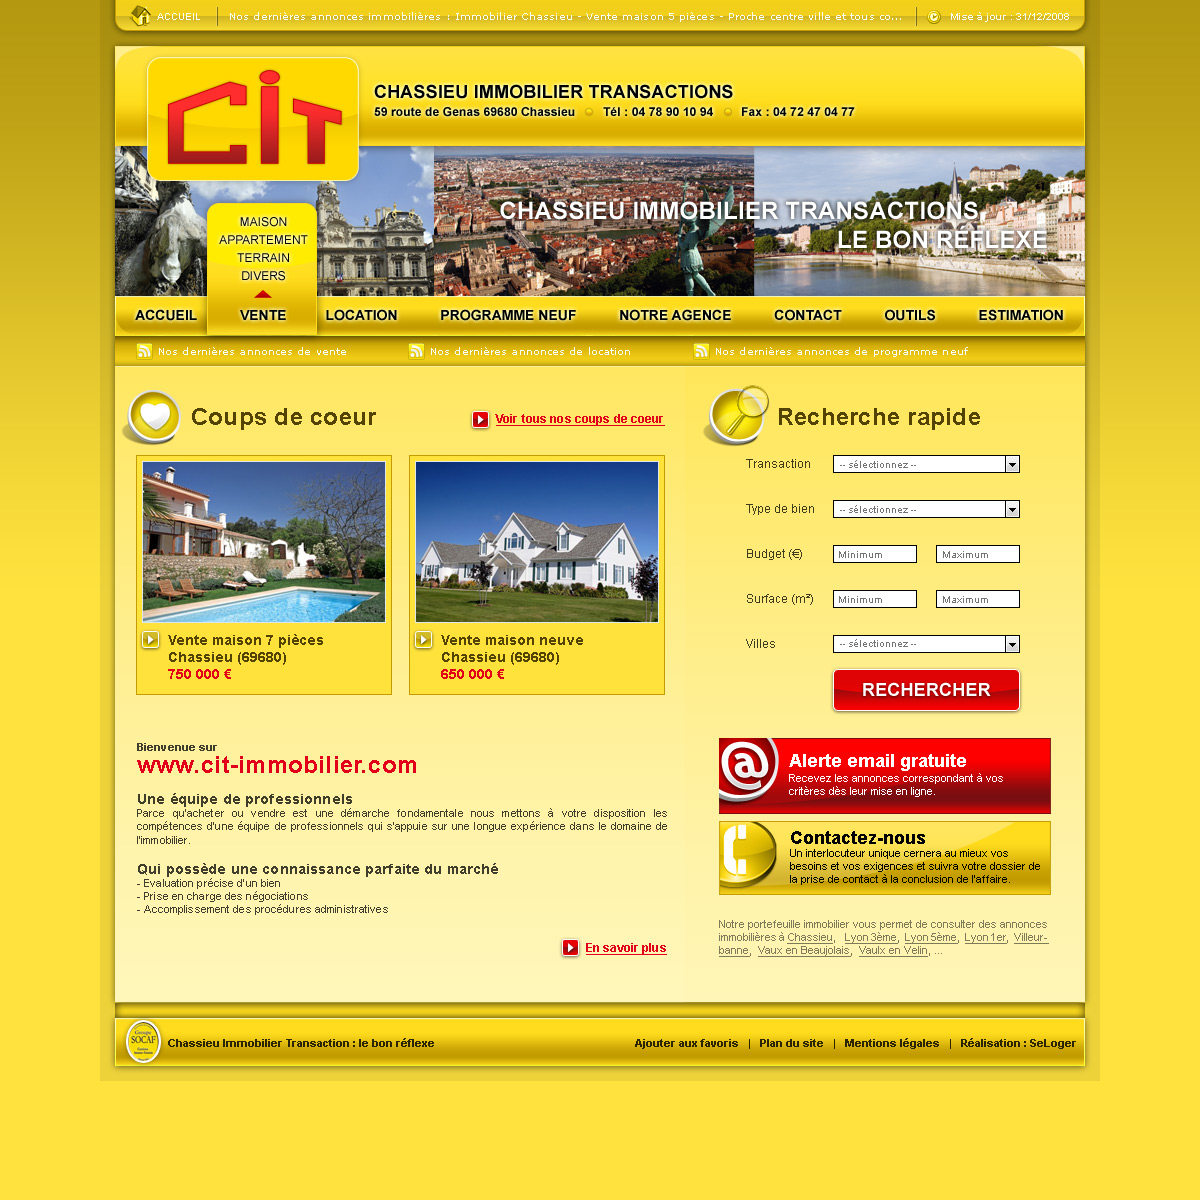 ACCUEIL
Nos dernières annonces immobilières : Immobilier Chassieu - Vente maison 5 pièces - Proche centre ville et tous co...
Mise à jour : 31/12/2008
CIT
CHASSIEU IMMOBILIER TRANSACTIONS
59 route de Genas 69680 Chassieu
Tél : 04 78 90 10 94
Fax : 04 72 47 04 77
CHASSIEU IMMOBILIER TRANSACTIONS,
LE BON RÉFLEXE
MAISON
APPARTEMENT
TERRAIN
DIVERS
ACCUEIL
VENTE
LOCATION
PROGRAMME NEUF
NOTRE AGENCE
CONTACT
OUTILS
ESTIMATION
Nos dernières annonces de vente
Nos dernières annonces de location
Nos dernières annonces de programme neuf
Coups de coeur
Voir tous nos coups de coeur
Vente maison 7 pièces
Chassieu (69680)
750 000 €
Vente maison neuve
Chassieu (69680)
650 000 €
Recherche rapide
Transaction
-- sélectionnez --
Type de bien
-- sélectionnez --
Budget (€)
Minimum
Maximum
Surface (m²)
Minimum
Maximum
Villes
-- sélectionnez --
RECHERCHER
Bienvenue sur
www.cit-immobilier.com
Une équipe de professionnels
Parce qu'acheter ou vendre est une démarche fondamentale nous mettons à votre disposition les
compétences d'une équipe de professionnels qui s'appuie sur une longue expérience dans le domaine de
l'immobilier.
Qui possède une connaissance parfaite du marché
- Evaluation précise d'un bien
- Prise en charge des négociations
- Accomplissement des procédures administratives
En savoir plus
@
Alerte email gratuite
Recevez les annonces correspondant à vos
critères dès leur mise en ligne.
Contactez-nous
Un interlocuteur unique cernera au mieux vos
besoins et vos exigences et suivra votre dossier de
la prise de contact à la conclusion de l'affaire.
Notre portefeuille immobilier vous permet de consulter des annonces
immobilières à Chassieu, Lyon 3ème, Lyon 5ème, Lyon 1er, Villeur-
banne, Vaux en Beaujolais, Vaulx en Velin, ...
Groupe
SOCAF
Chassieu Immobilier Transaction : le bon réflexe
Ajouter aux favoris | Plan du site | Mentions légales | Réalisation : SeLoger